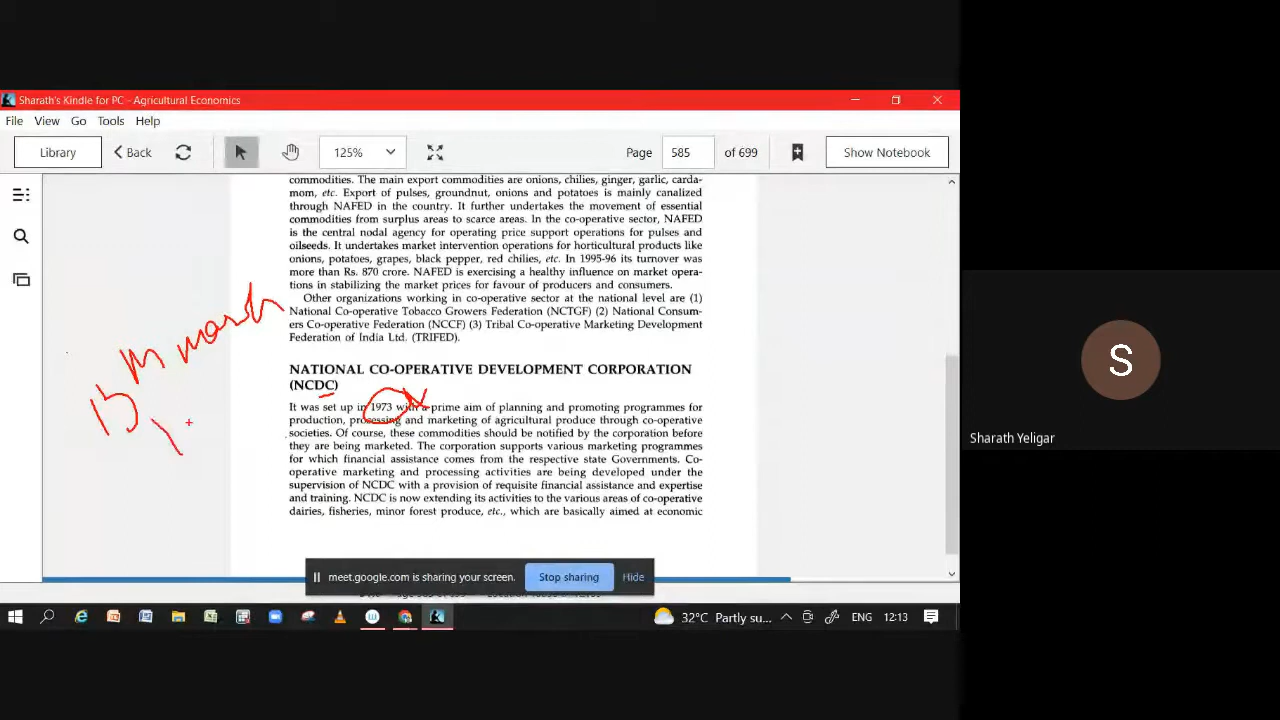 Sharath's Kindle for PC - Agricultural Economics
File View Go Tools Help
Library Back 125% Page 585 of 699 Show Notebook
commodities. The main export commodities are onions, chilies, ginger, garlic, carda-
mom, etc. Export of pulses, groundnut, onions and potatoes is mainly canalized
through NAFED in the country. It further undertakes the movement of essential
commodities from surplus areas to scarce areas. In the co-operative sector, NAFED
is the central nodal agency for operating price support operations for pulses and
oilseeds. It undertakes market intervention operations for horticultural products like
onions, potatoes, grapes, black pepper, red chilies, etc. In 1995-96 its turnover was
more than Rs. 870 crore. NAFED is exercising a healthy influence on market opera-
tions in stabilizing the market prices for favour of producers and consumers.
Other organizations working in co-operative sector at the national level are (1)
National Co-operative Tobacco Growers Federation (NCTGF) (2) National Consum-
ers Co-operative Federation (NCCF) (3) Tribal Co-operative Marketing Development
Federation of India Ltd. (TRIFED).
13 th march
NATIONAL CO-OPERATIVE DEVELOPMENT CORPORATION
(NCDC)
It was set up in 1973 with a prime aim of planning and promoting programmes for
production, processing and marketing of agricultural produce through co-operative
societies. Of course, these commodities should be notified by the corporation before
they are being marketed. The corporation supports various marketing programmes
for which financial assistance comes from the respective state Governments. Co-
operative marketing and processing activities are being developed under the
supervision of NCDC with a provision of requisite financial assistance and expertise
and training. NCDC is now extending its activities to the various areas of co-operative
dairies, fisheries, minor forest produce, etc., which are basically aimed at economic
meet.google.com is sharing your screen. Stop sharing Hide
32°C Partly su... ENG 12:13
S
Sharath Yeligar